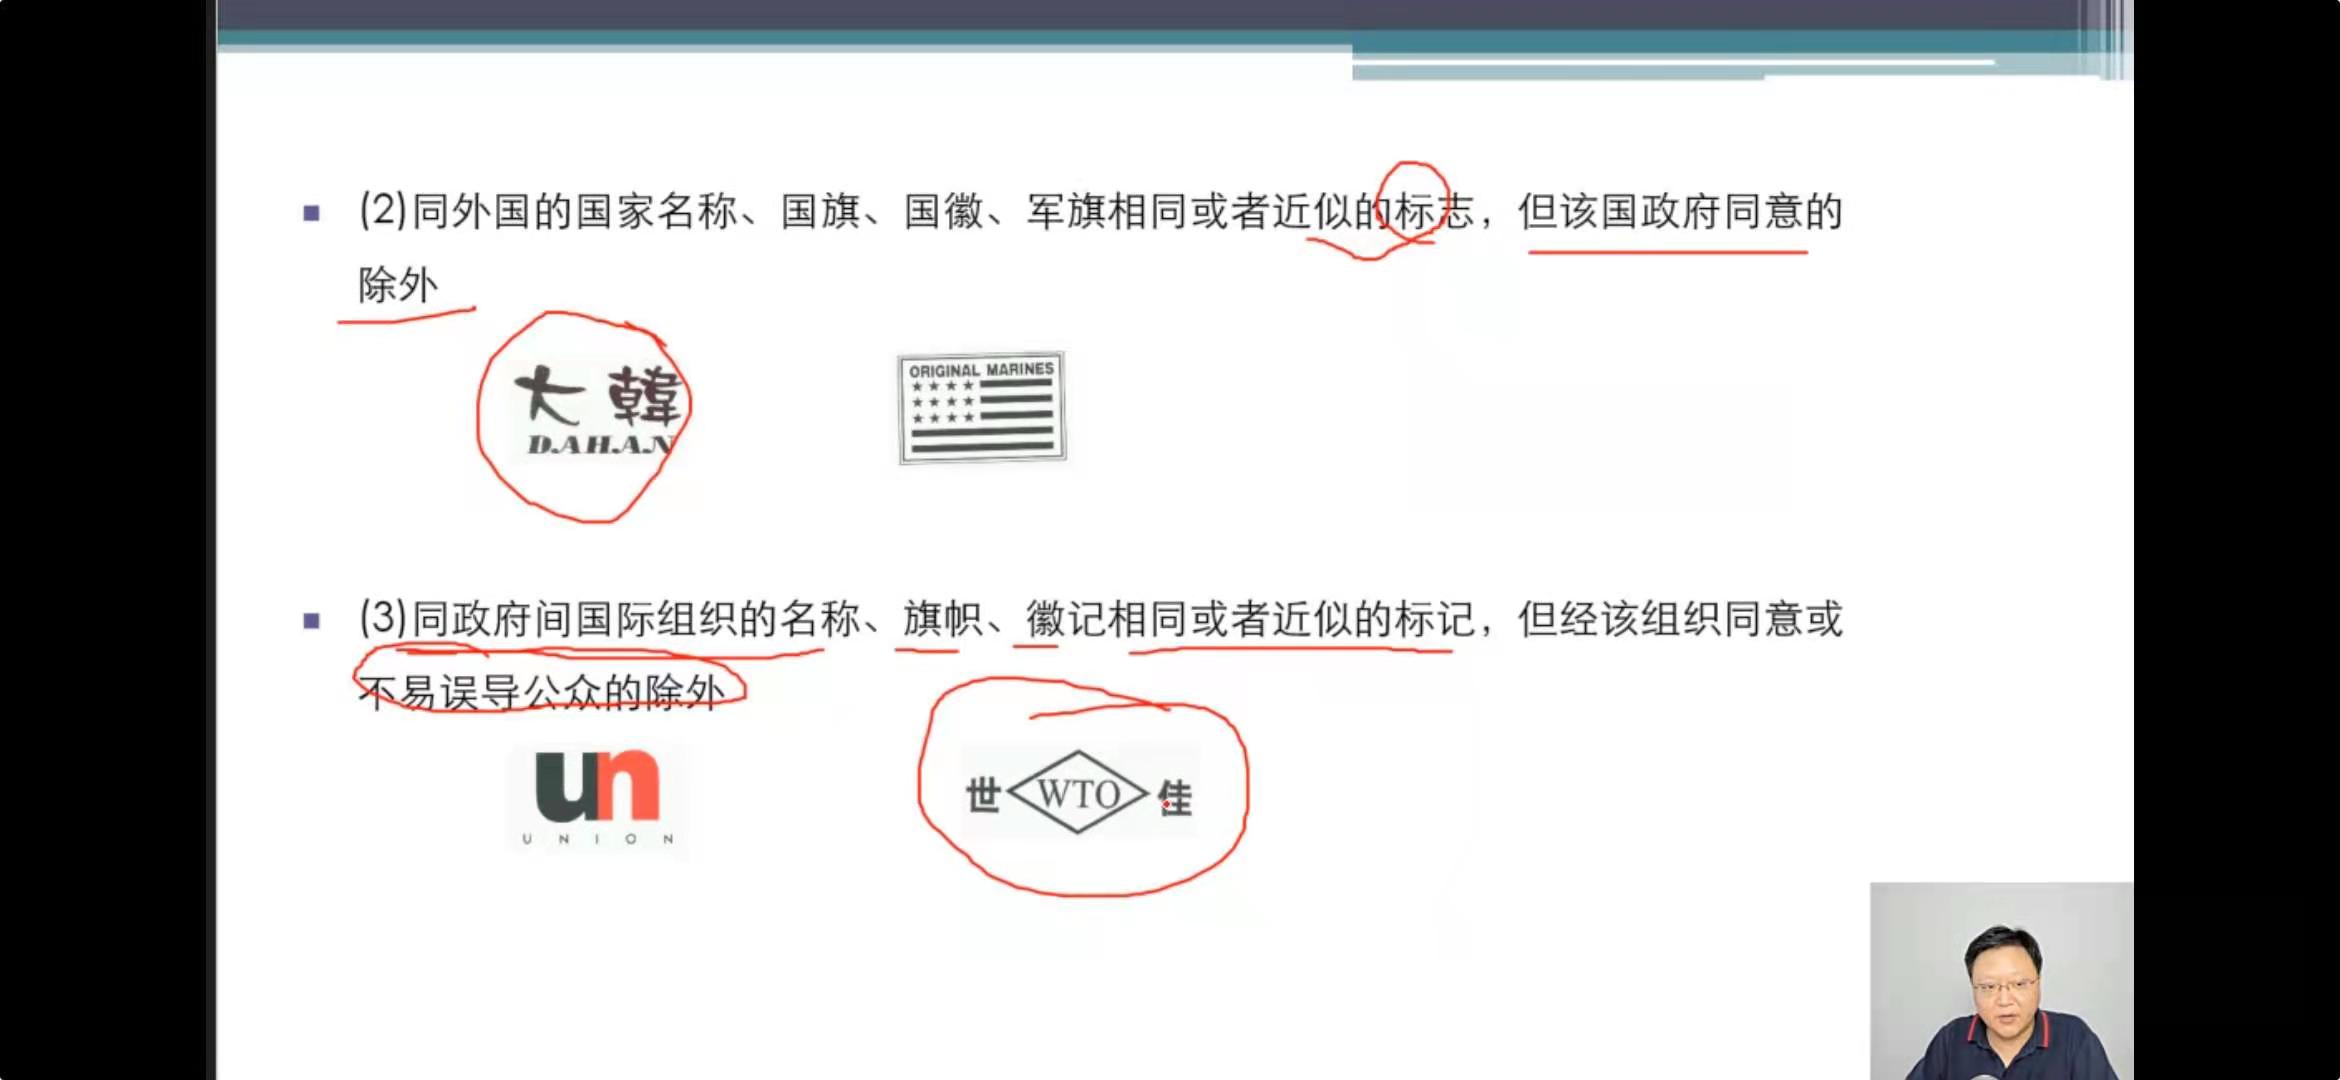 (2)同外国的国家名称、国旗、国徽、军旗相同或者近似的标志，但该国政府同意的
除外
大韓
D.A.H.A.N
ORIGINAL MARINES
(3)同政府间国际组织的名称、旗帜、徽记相同或者近似的标记，但经该组织同意或
不易误导公众的除外
un
UNION
世 WTO 佳